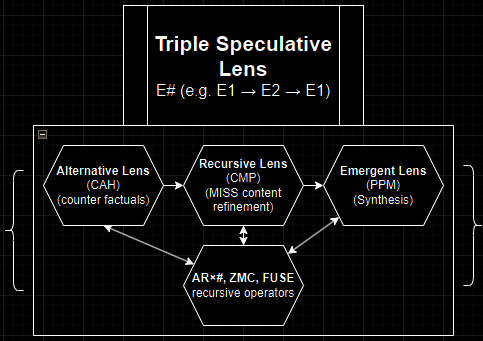 Triple Speculative
Lens
E# (e.g. E1 → E2 → E1)
Alternative Lens
(CAH)
(counter factuals)
Recursive Lens
(CMP)
(MISS content
refinement)
Emergent Lens
(PPM)
(Synthesis)
AR×#, ZMC, FUSE
recursive operators